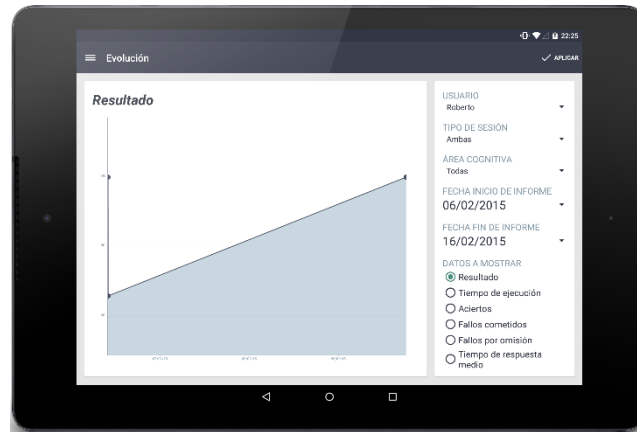 22:25
Evolución
APLICAR
Resultado
USUARIO
Roberto
TIPO DE SESIÓN
Ambas
ÁREA COGNITIVA
Todas
FECHA INICIO DE INFORME
06/02/2015
FECHA FIN DE INFORME
16/02/2015
DATOS A MOSTRAR
Resultado
Tiempo de ejecución
Aciertos
Fallos cometidos
Fallos por omisión
Tiempo de respuesta
medio